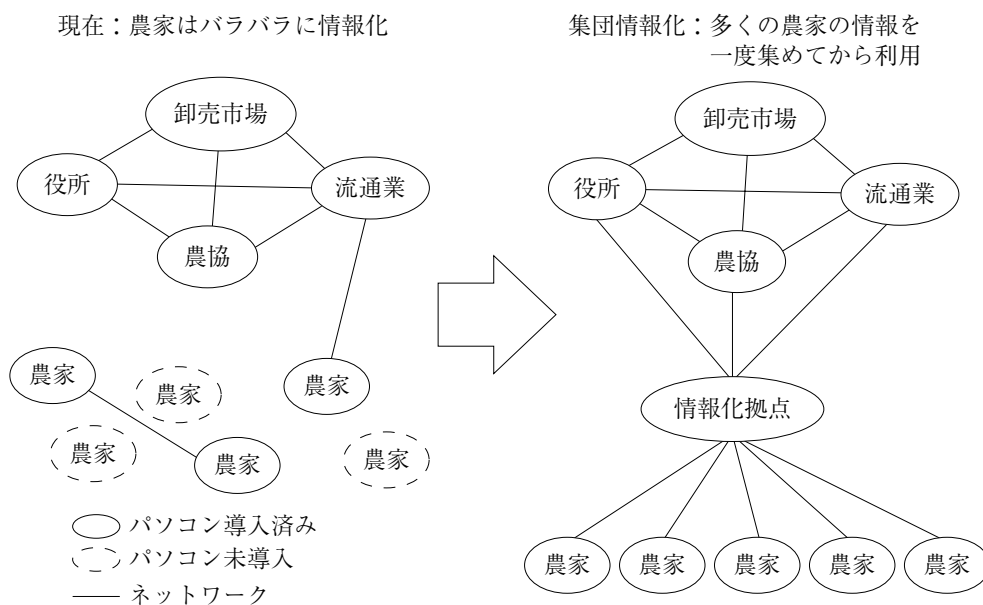 現在：農家はバラバラに情報化
卸売市場
役所
流通業
農協
農家
農家
農家
農家
農家
農家
パソコン導入済み
パソコン未導入
ネットワーク
集団情報化：多くの農家の情報を
一度集めてから利用
卸売市場
役所
流通業
農協
情報化拠点
農家
農家
農家
農家
農家